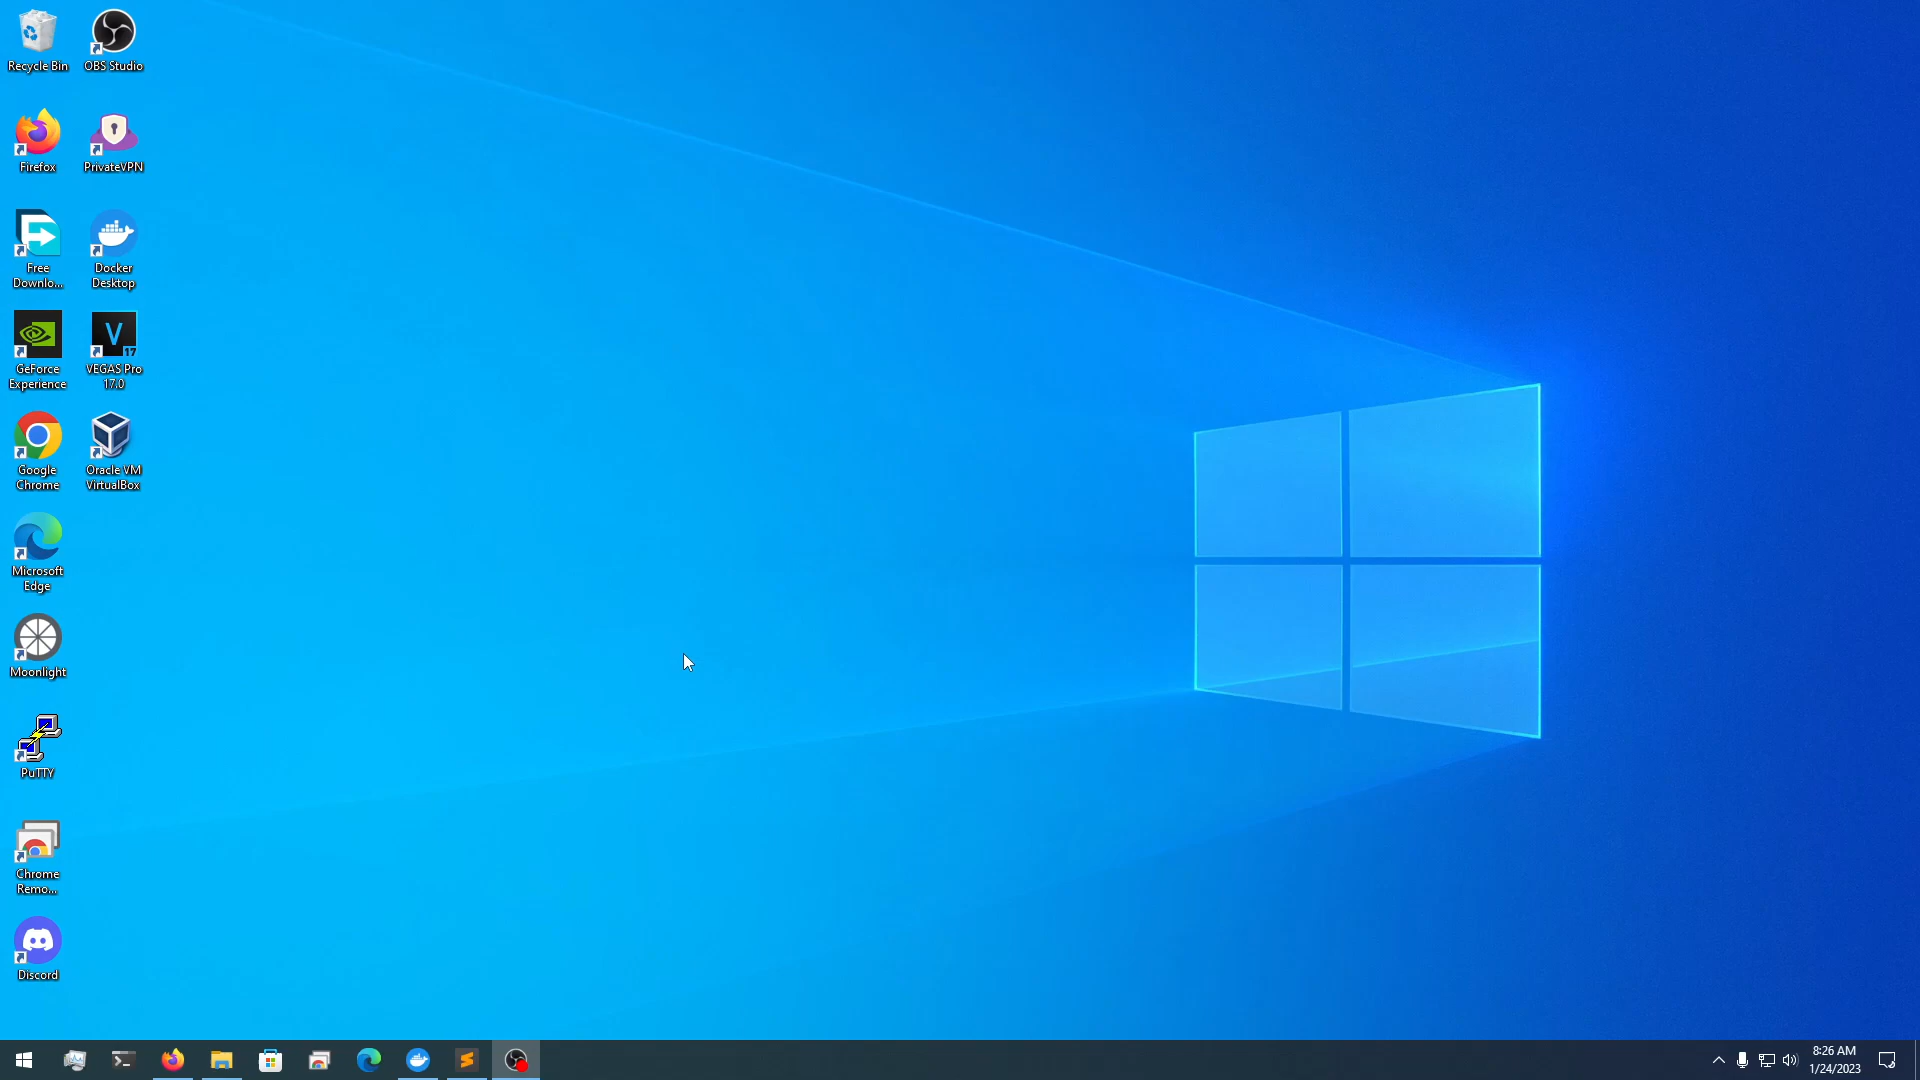 Recycle Bin
OBS Studio
Firefox
PrivateVPN
Free
Downlo...
Docker
Desktop
GeForce
Experience
VEGAS Pro
17.0
17
Google
Chrome
Oracle VM
VirtualBox
Microsoft
Edge
Moonlight
PuTTY
Chrome
Remo...
Discord
8:26 AM
1/24/2023